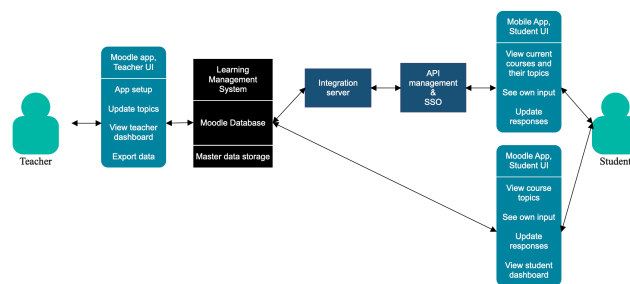 Teacher
Moodle app,
Teacher UI
App setup
Update topics
View teacher
dashboard
Export data
Learning
Management
System
Moodle Database
Master data storage
Integration
server
API
management
&
SSO
Mobile App,
Student UI
View current
courses and
their topics
See own input
Update
responses
Moodle App,
Student UI
View course
topics
See own input
Update
responses
View student
dashboard
Student